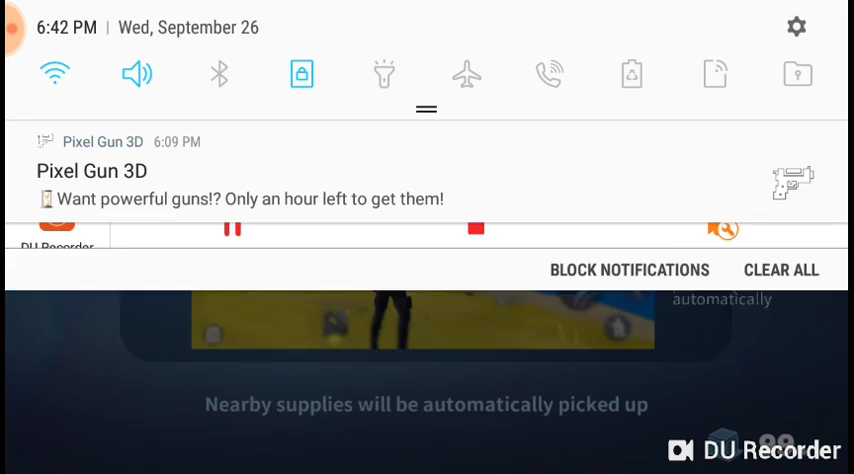 6:42 PM | Wed, September 26
Pixel Gun 3D 6:09 PM
Pixel Gun 3D
⏳Want powerful guns!? Only an hour left to get them!
DU Recorder
BLOCK NOTIFICATIONS CLEAR ALL
automatically
Nearby supplies will be automatically picked up
DU Recorder